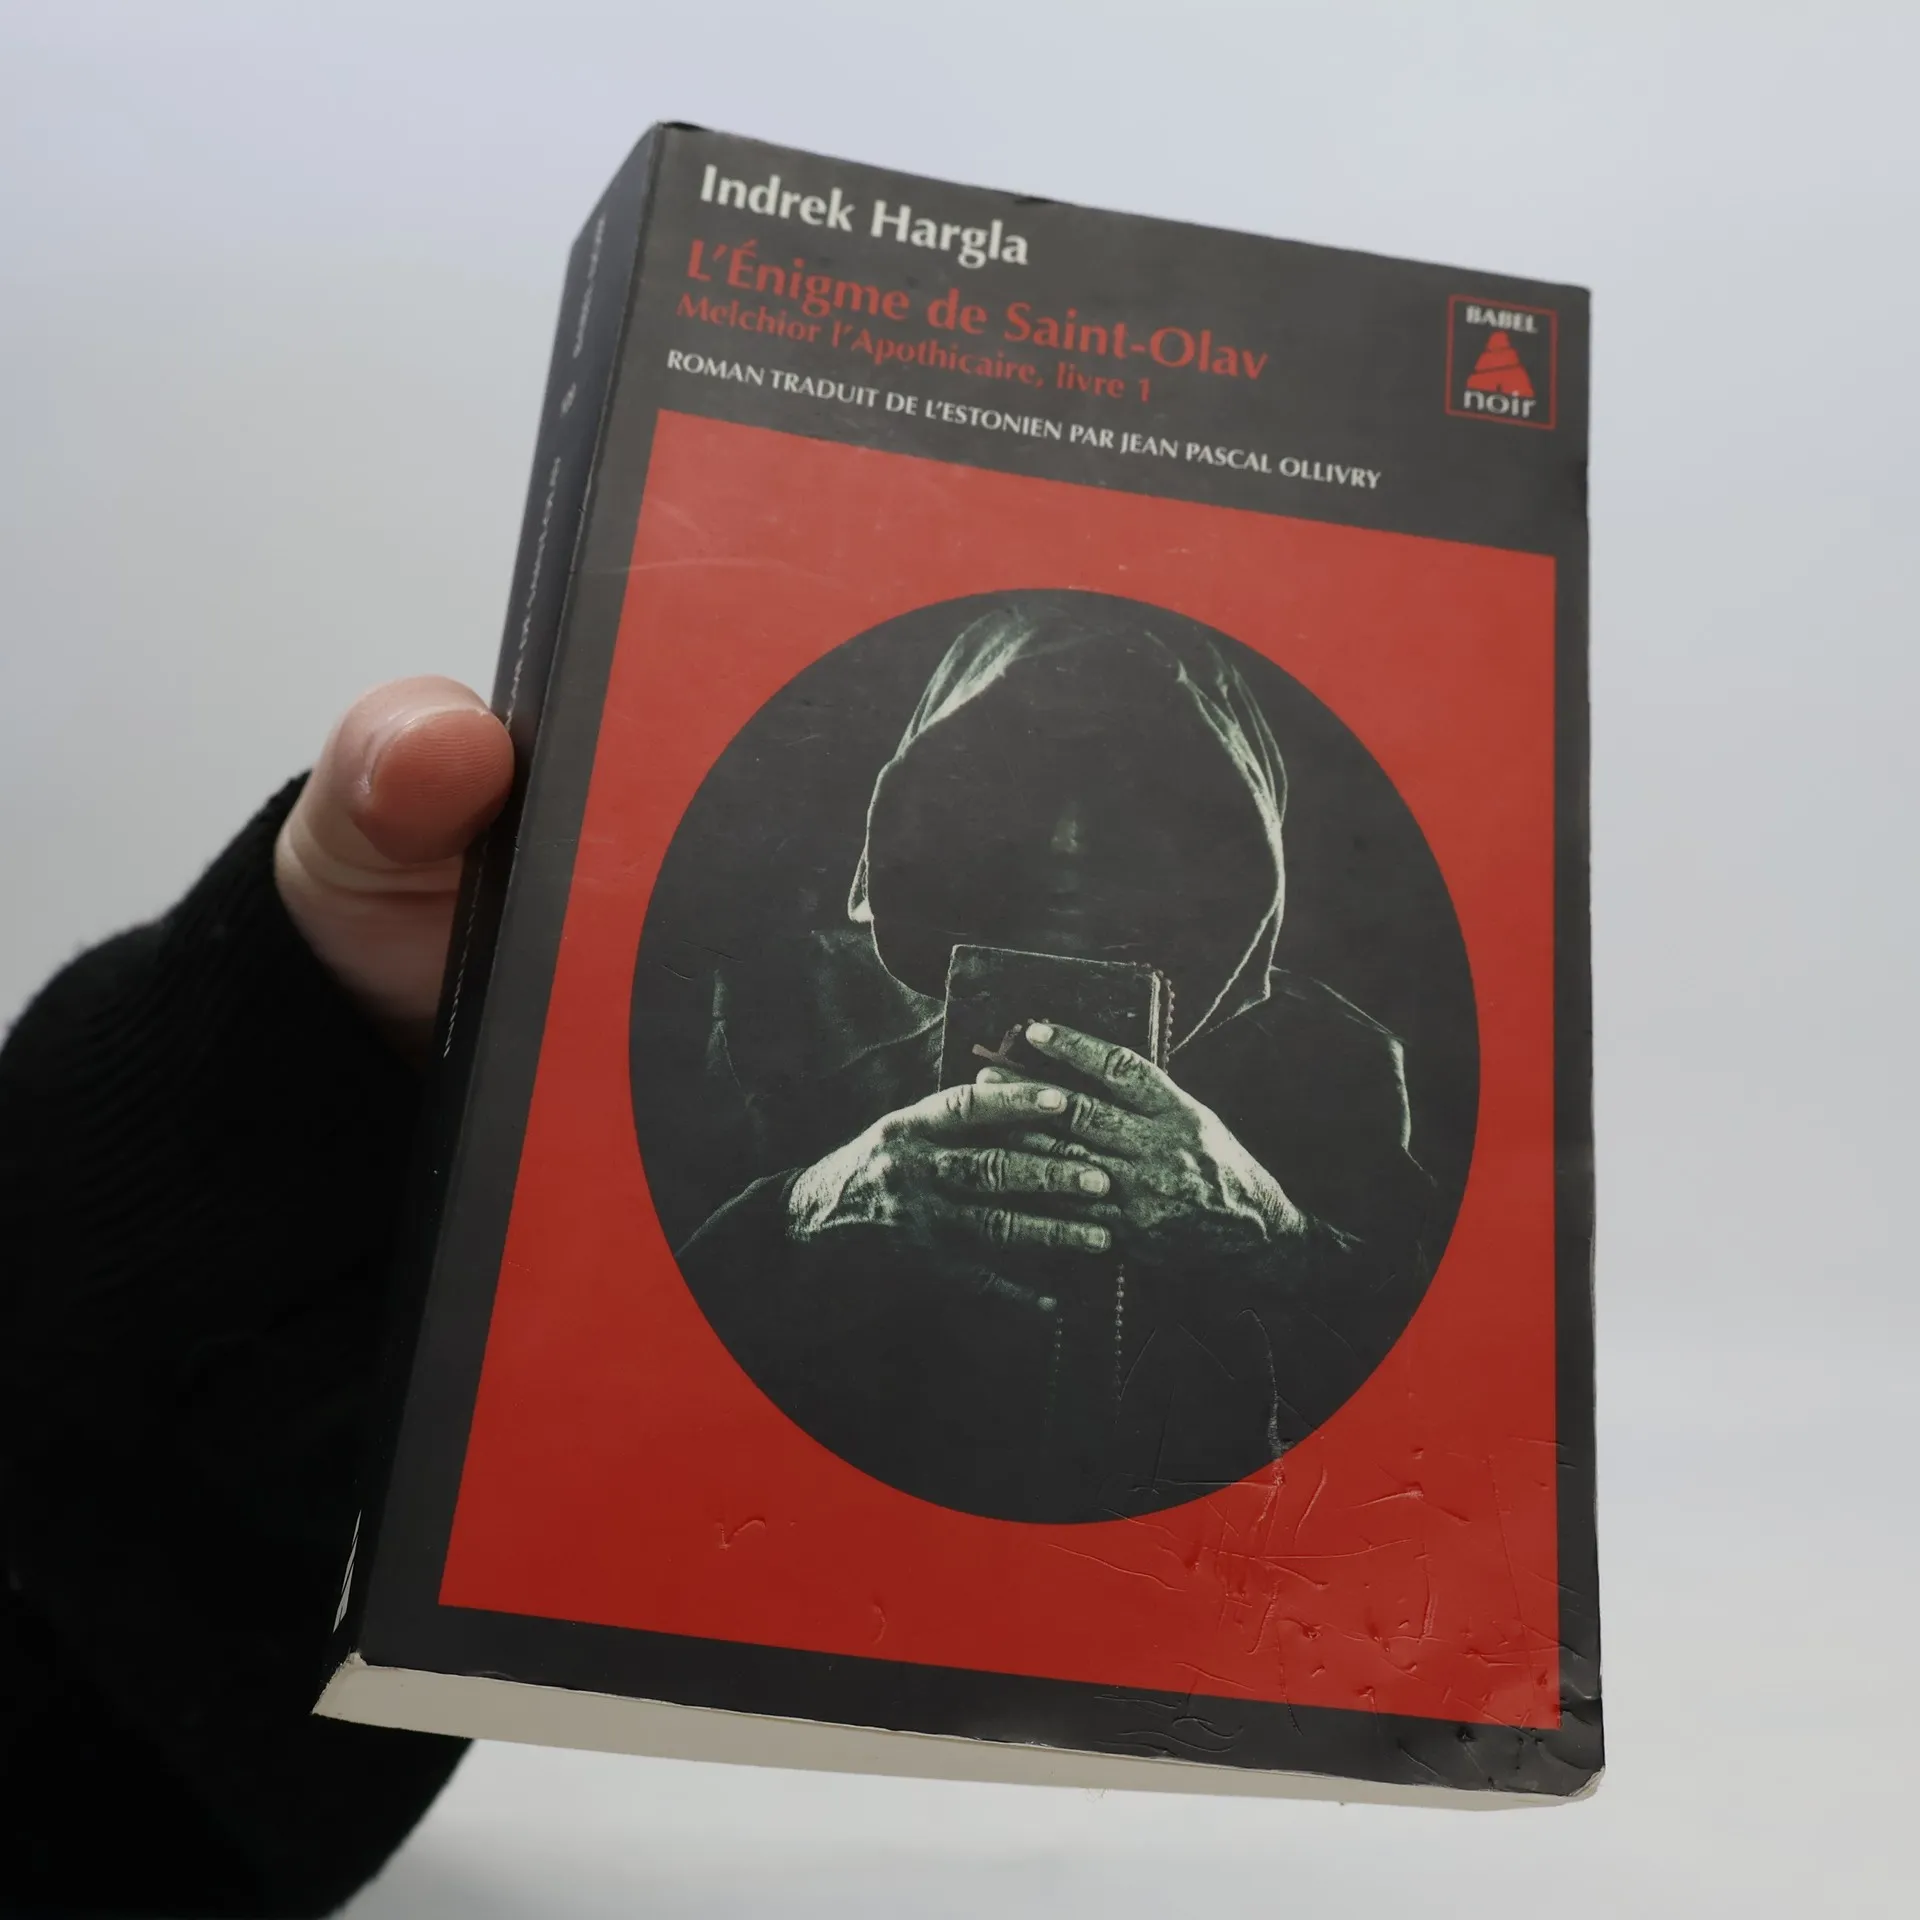 Indrek Hargla
L'Énigme de Saint-Olav
Melchior l'Apothicaire, livre 1
ROMAN TRADUIT DE L'ESTONIEN PAR JEAN PASCAL OLLIVRY
BABEL
noir